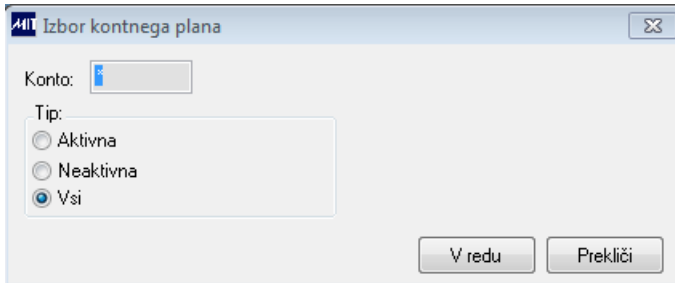 MIT Izbor kontnega plana
Konto: *
Tip:
Aktivna
Neaktivna
Vsi
V redu Prekliči